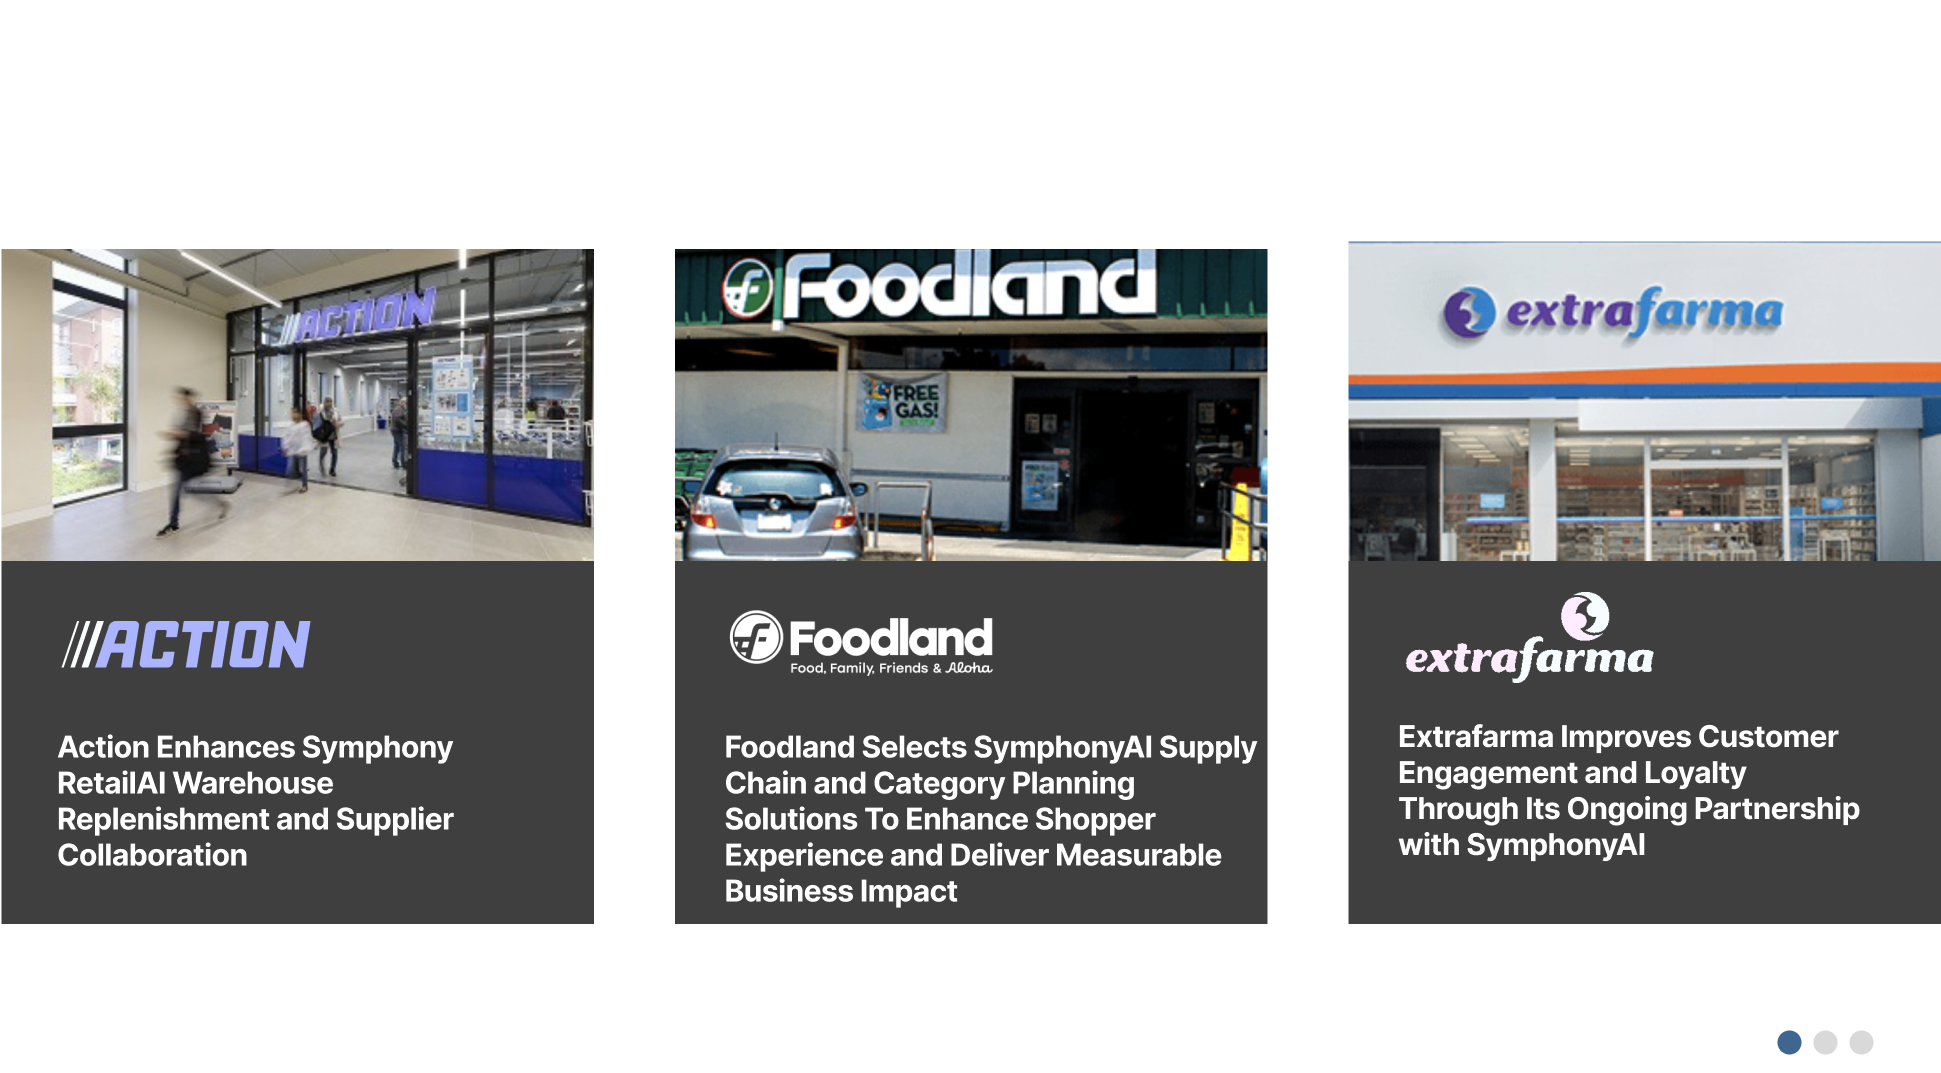 ACTION
Foodland
FREE
GAS!
extrafarma
ACTION
Action Enhances Symphony
RetailAI Warehouse
Replenishment and Supplier
Collaboration
Foodland
Food, Family, Friends & Aloha
Foodland Selects SymphonyAI Supply
Chain and Category Planning
Solutions To Enhance Shopper
Experience and Deliver Measurable
Business Impact
extrafarma
Extrafarma Improves Customer
Engagement and Loyalty
Through Its Ongoing Partnership
with SymphonyAI